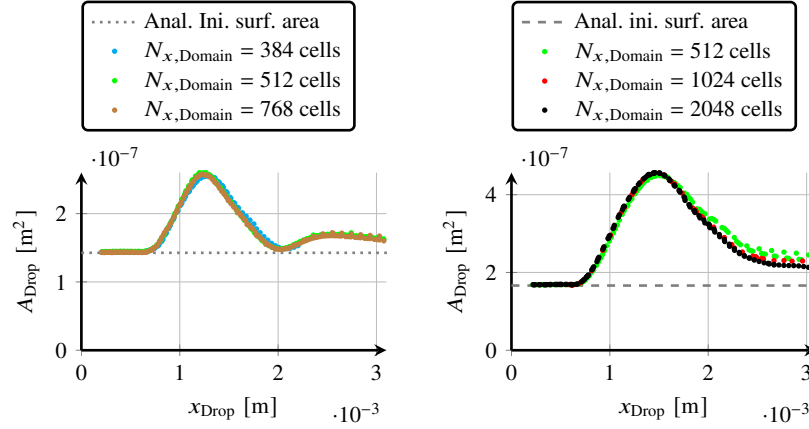 Anal. Ini. surf. area
N_{x,Domain} = 384 cells
N_{x,Domain} = 512 cells
N_{x,Domain} = 768 cells
·10^{-7}
2
1
0
0 1 2 3
A_{Drop} [m^2]
x_{Drop} [m]
·10^{-3}
Anal. ini. surf. area
N_{x,Domain} = 512 cells
N_{x,Domain} = 1024 cells
N_{x,Domain} = 2048 cells
·10^{-7}
4
2
0
0 1 2 3
A_{Drop} [m^2]
x_{Drop} [m]
·10^{-3}